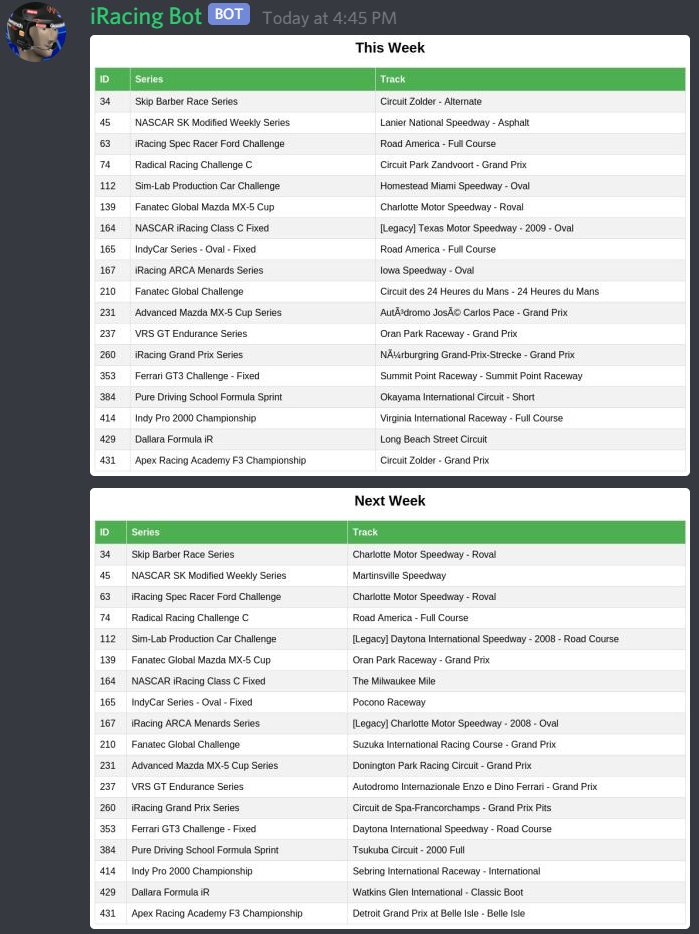 iRacing Bot BOT Today at 4:45 PM
This Week
ID Series Track
34 Skip Barber Race Series Circuit Zolder - Alternate
45 NASCAR SK Modified Weekly Series Lanier National Speedway - Asphalt
63 iRacing Spec Racer Ford Challenge Road America - Full Course
74 Radical Racing Challenge C Circuit Park Zandvoort - Grand Prix
112 Sim-Lab Production Car Challenge Homestead Miami Speedway - Oval
139 Fanatec Global Mazda MX-5 Cup Charlotte Motor Speedway - Roval
164 NASCAR iRacing Class C Fixed [Legacy] Texas Motor Speedway - 2009 - Oval
165 IndyCar Series - Oval - Fixed Road America - Full Course
167 iRacing ARCA Menards Series Iowa Speedway - Oval
210 Fanatec Global Challenge Circuit des 24 Heures du Mans - 24 Heures du Mans
231 Advanced Mazda MX-5 Cup Series AutÃ³dromo JosÃ© Carlos Pace - Grand Prix
237 VRS GT Endurance Series Oran Park Raceway - Grand Prix
260 iRacing Grand Prix Series NÃ¼rburgring Grand-Prix-Strecke - Grand Prix
353 Ferrari GT3 Challenge - Fixed Summit Point Raceway - Summit Point Raceway
384 Pure Driving School Formula Sprint Okayama International Circuit - Short
414 Indy Pro 2000 Championship Virginia International Raceway - Full Course
429 Dallara Formula iR Long Beach Street Circuit
431 Apex Racing Academy F3 Championship Circuit Zolder - Grand Prix
Next Week
ID Series Track
34 Skip Barber Race Series Charlotte Motor Speedway - Roval
45 NASCAR SK Modified Weekly Series Martinsville Speedway
63 iRacing Spec Racer Ford Challenge Charlotte Motor Speedway - Roval
74 Radical Racing Challenge C Road America - Full Course
112 Sim-Lab Production Car Challenge [Legacy] Daytona International Speedway - 2008 - Road Course
139 Fanatec Global Mazda MX-5 Cup Oran Park Raceway - Grand Prix
164 NASCAR iRacing Class C Fixed The Milwaukee Mile
165 IndyCar Series - Oval - Fixed Pocono Raceway
167 iRacing ARCA Menards Series [Legacy] Charlotte Motor Speedway - 2008 - Oval
210 Fanatec Global Challenge Suzuka International Racing Course - Grand Prix
231 Advanced Mazda MX-5 Cup Series Donington Park Racing Circuit - Grand Prix
237 VRS GT Endurance Series Autodromo Internazionale Enzo e Dino Ferrari - Grand Prix
260 iRacing Grand Prix Series Circuit de Spa-Francorchamps - Grand Prix Pits
353 Ferrari GT3 Challenge - Fixed Daytona International Speedway - Road Course
384 Pure Driving School Formula Sprint Tsukuba Circuit - 2000 Full
414 Indy Pro 2000 Championship Sebring International Raceway - International
429 Dallara Formula iR Watkins Glen International - Classic Boot
431 Apex Racing Academy F3 Championship Detroit Grand Prix at Belle Isle - Belle Isle